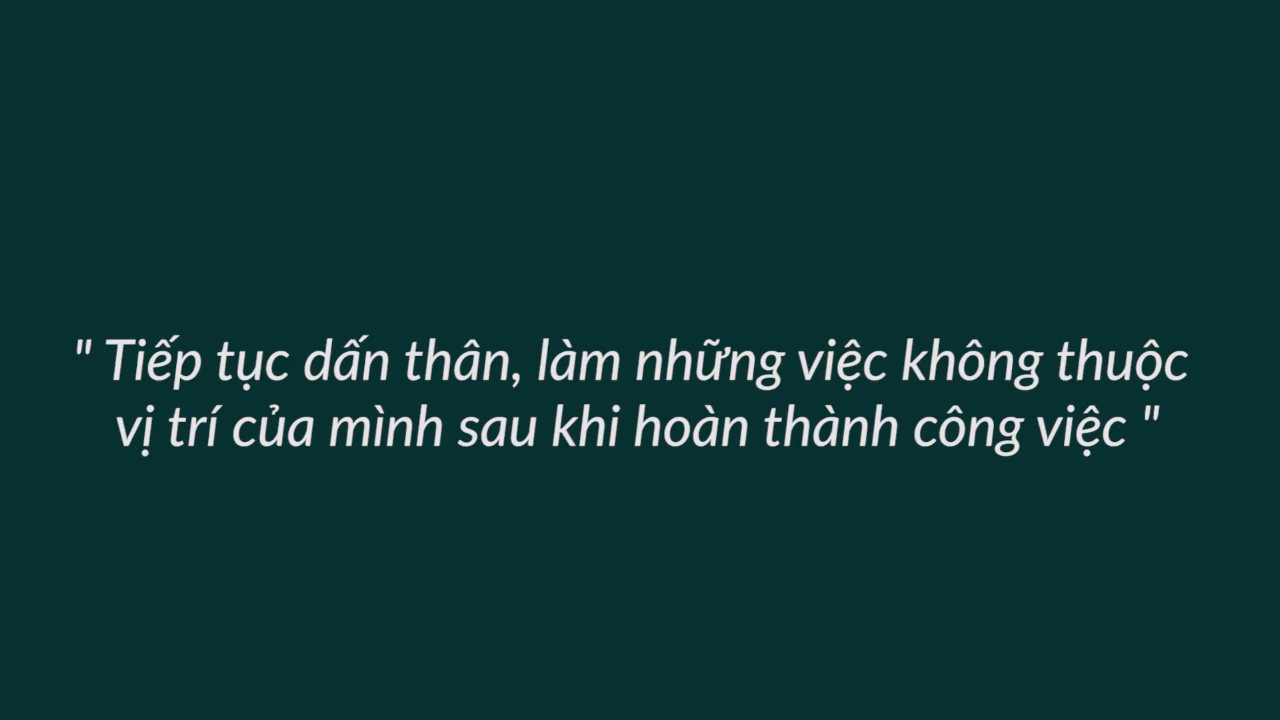 " Tiếp tục dấn thân, làm những việc không thuộc
vị trí của mình sau khi hoàn thành công việc "